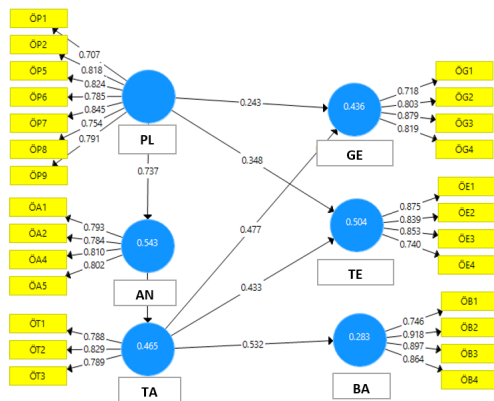 ÖP1
ÖP2
ÖP5
ÖP6
ÖP7
ÖP8
ÖP9
0.707
0.818
0.824
0.785
0.845
0.754
0.791
PL
0.737
ÖA1
ÖA2
ÖA4
ÖA5
0.793
0.784
0.810
0.802
0.543
AN
ÖT1
ÖT2
ÖT3
0.788
0.829
0.789
0.465
TA
0.243
0.348
0.477
0.433
0.532
0.436
GE
0.718
0.803
0.879
0.819
ÖG1
ÖG2
ÖG3
ÖG4
0.504
TE
0.875
0.839
0.853
0.740
ÖE1
ÖE2
ÖE3
ÖE4
0.283
BA
0.746
0.918
0.897
0.864
ÖB1
ÖB2
ÖB3
ÖB4